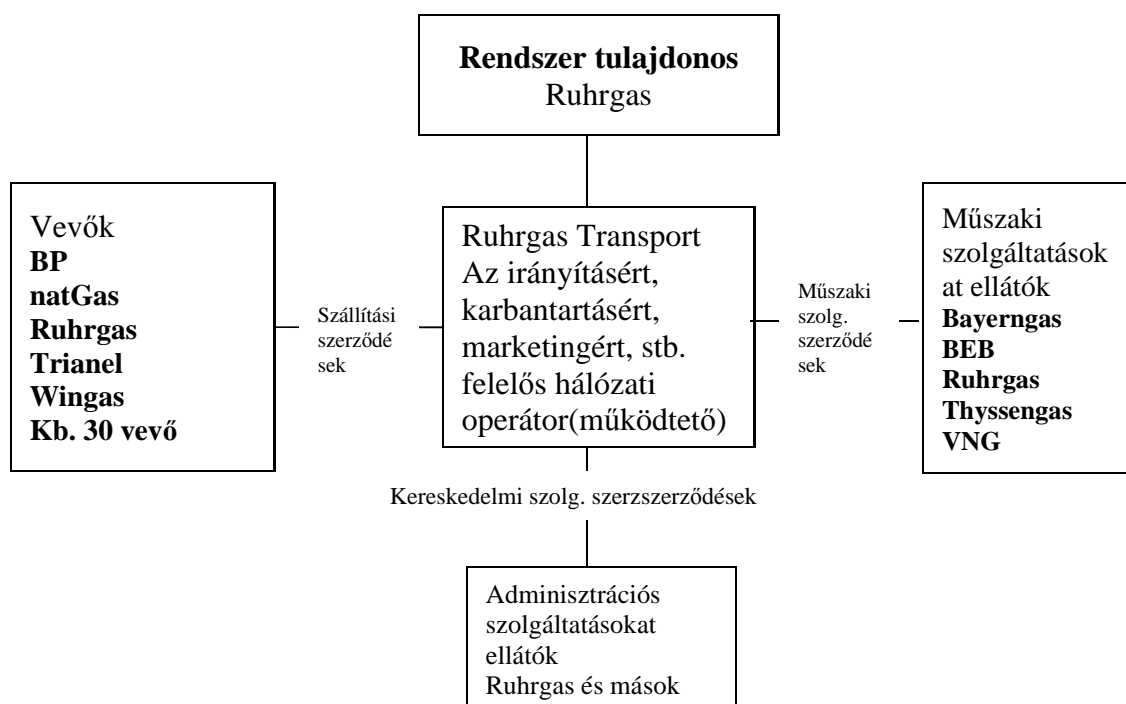 Rendszer tulajdonos
Ruhrgas
Vevők
BP
natGas
Ruhrgas
Trianel
Wingas
Kb. 30 vevő
Szállítási
szerződé
sek
Ruhrgas Transport
Az irányításért,
karbantartásért,
marketingért, stb.
felelős hálózati
operátor(működtető)
Műszaki
szolg.
szerződé
sek
Műszaki
szolgáltatások
at ellátók
Bayerngas
BEB
Ruhrgas
Thyssengas
VNG
Kereskedelmi szolg. szerzszerződések
Adminisztrációs
szolgáltatásokat
ellátók
Ruhrgas és mások